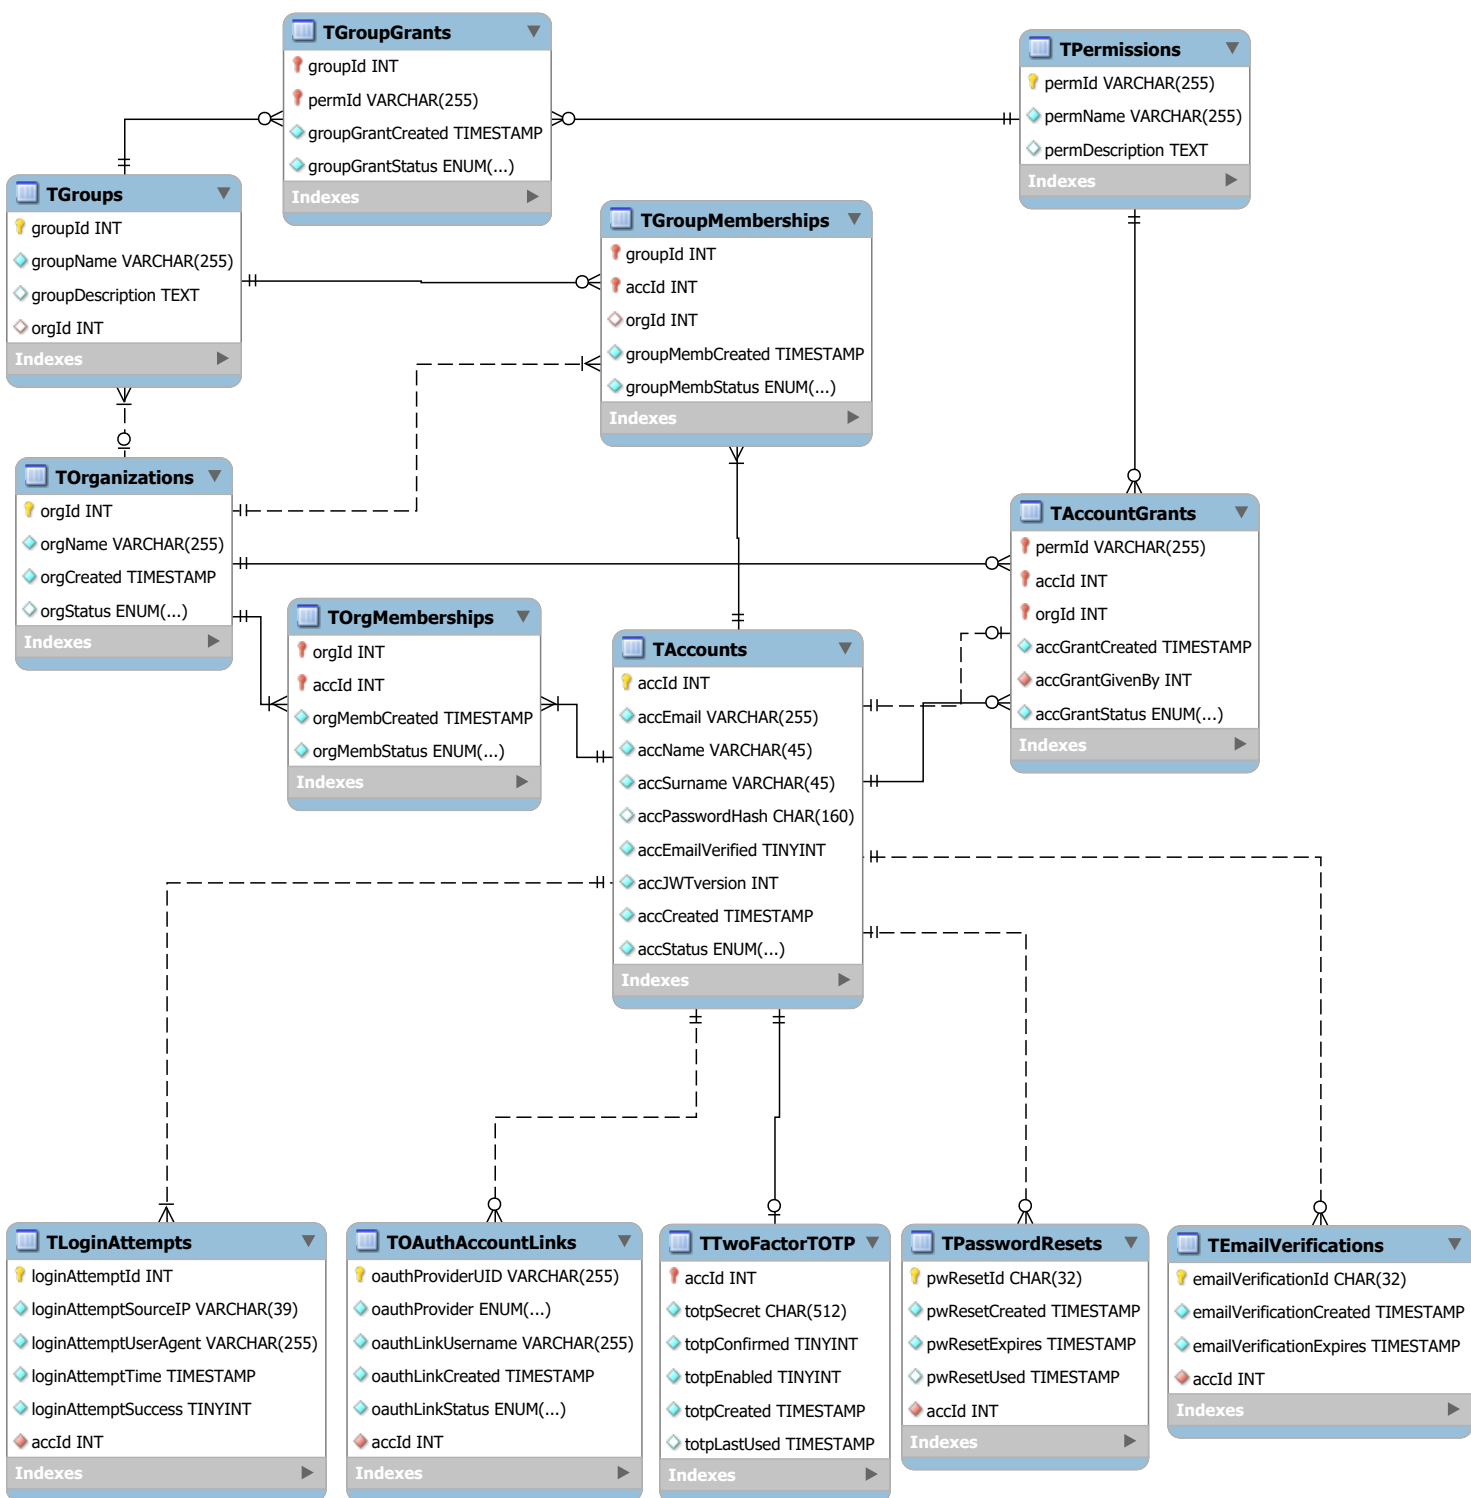 TGroupGrants
groupId INT
permId VARCHAR(255)
groupGrantCreated TIMESTAMP
groupGrantStatus ENUM(...)
Indexes
TPermissions
permId VARCHAR(255)
permName VARCHAR(255)
permDescription TEXT
Indexes
TGroups
groupId INT
groupName VARCHAR(255)
groupDescription TEXT
orgId INT
Indexes
TGroupMemberships
groupId INT
accId INT
orgId INT
groupMembCreated TIMESTAMP
groupMembStatus ENUM(...)
Indexes
TOrganizations
orgId INT
orgName VARCHAR(255)
orgCreated TIMESTAMP
orgStatus ENUM(...)
Indexes
TAccountGrants
permId VARCHAR(255)
accId INT
orgId INT
accGrantCreated TIMESTAMP
accGrantGivenBy INT
accGrantStatus ENUM(...)
Indexes
TOrgMemberships
orgId INT
accId INT
orgMembCreated TIMESTAMP
orgMembStatus ENUM(...)
Indexes
TAccounts
accId INT
accEmail VARCHAR(255)
accName VARCHAR(45)
accSurname VARCHAR(45)
accPasswordHash CHAR(160)
accEmailVerified TINYINT
accJWTversion INT
accCreated TIMESTAMP
accStatus ENUM(...)
Indexes
TLoginAttempts
loginAttemptId INT
loginAttemptSourceIP VARCHAR(39)
loginAttemptUserAgent VARCHAR(255)
loginAttemptTime TIMESTAMP
loginAttemptSuccess TINYINT
accId INT
Indexes
TOAuthAccountLinks
oauthProviderUID VARCHAR(255)
oauthProvider ENUM(...)
oauthLinkUsername VARCHAR(255)
oauthLinkCreated TIMESTAMP
oauthLinkStatus ENUM(...)
accId INT
Indexes
TTwoFactorTOTP
accId INT
totpSecret CHAR(512)
totpConfirmed TINYINT
totpEnabled TINYINT
totpCreated TIMESTAMP
totpLastUsed TIMESTAMP
Indexes
TPasswordResets
pwResetId CHAR(32)
pwResetCreated TIMESTAMP
pwResetExpires TIMESTAMP
pwResetUsed TIMESTAMP
accId INT
Indexes
TEmailVerifications
emailVerificationId CHAR(32)
emailVerificationCreated TIMESTAMP
emailVerificationExpires TIMESTAMP
accId INT
Indexes